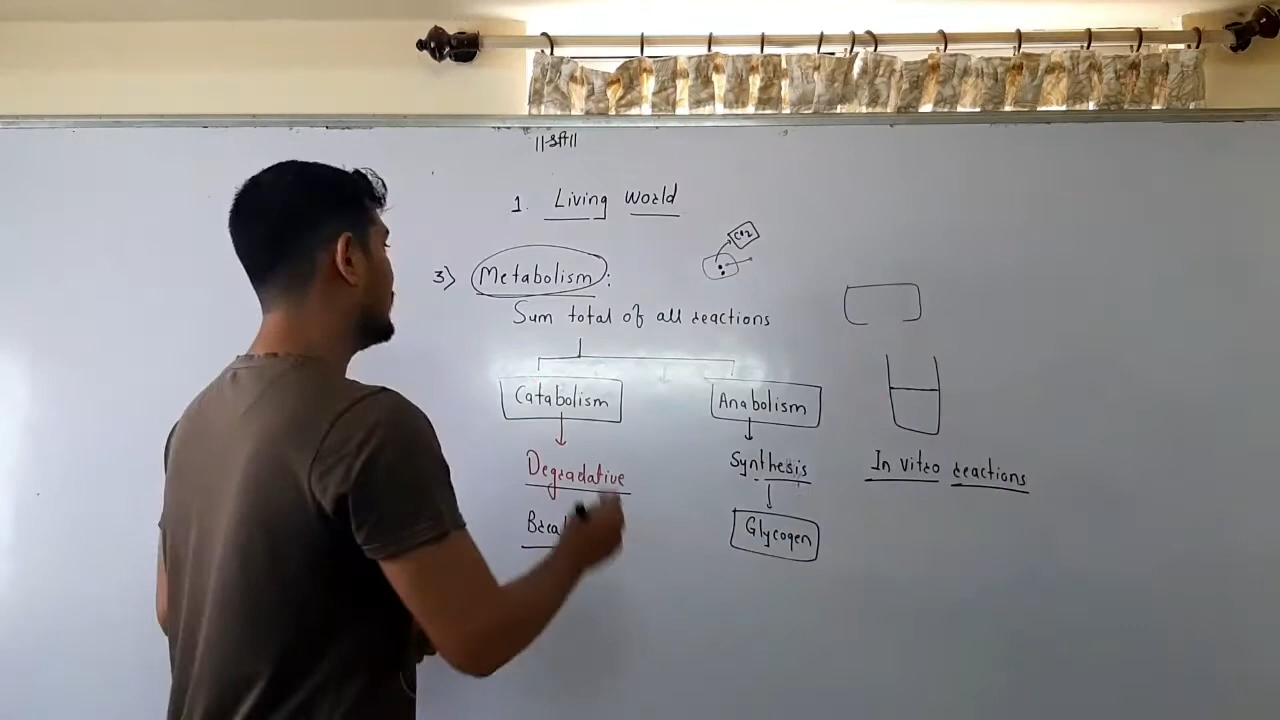 ||श्री||
1. Living world
3) Metabolism:
Sum total of all reactions
Catabolism
Anabolism
Degradative
Synthesis
Glycogen
In vitro reactions